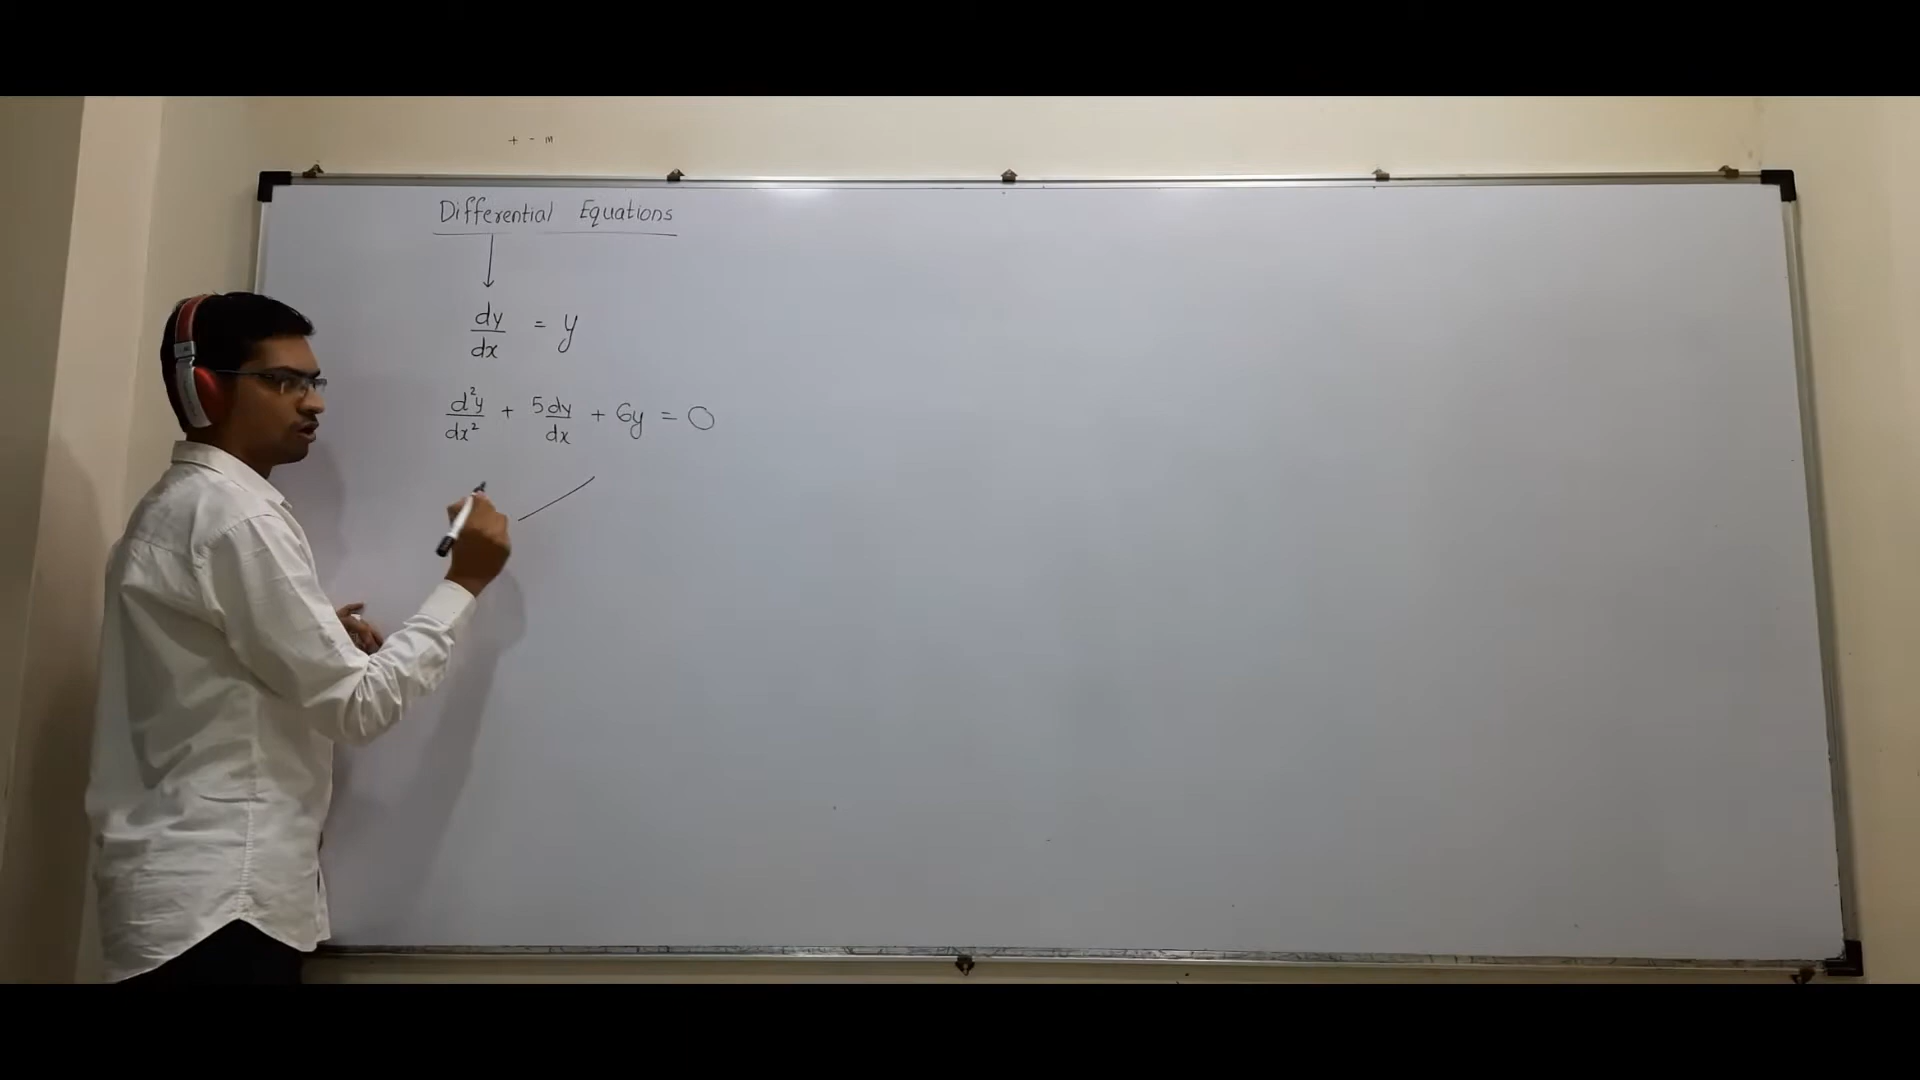 + - m
Differential Equations
dy/dx = y
d²y/dx² + 5dy/dx + 6y = 0